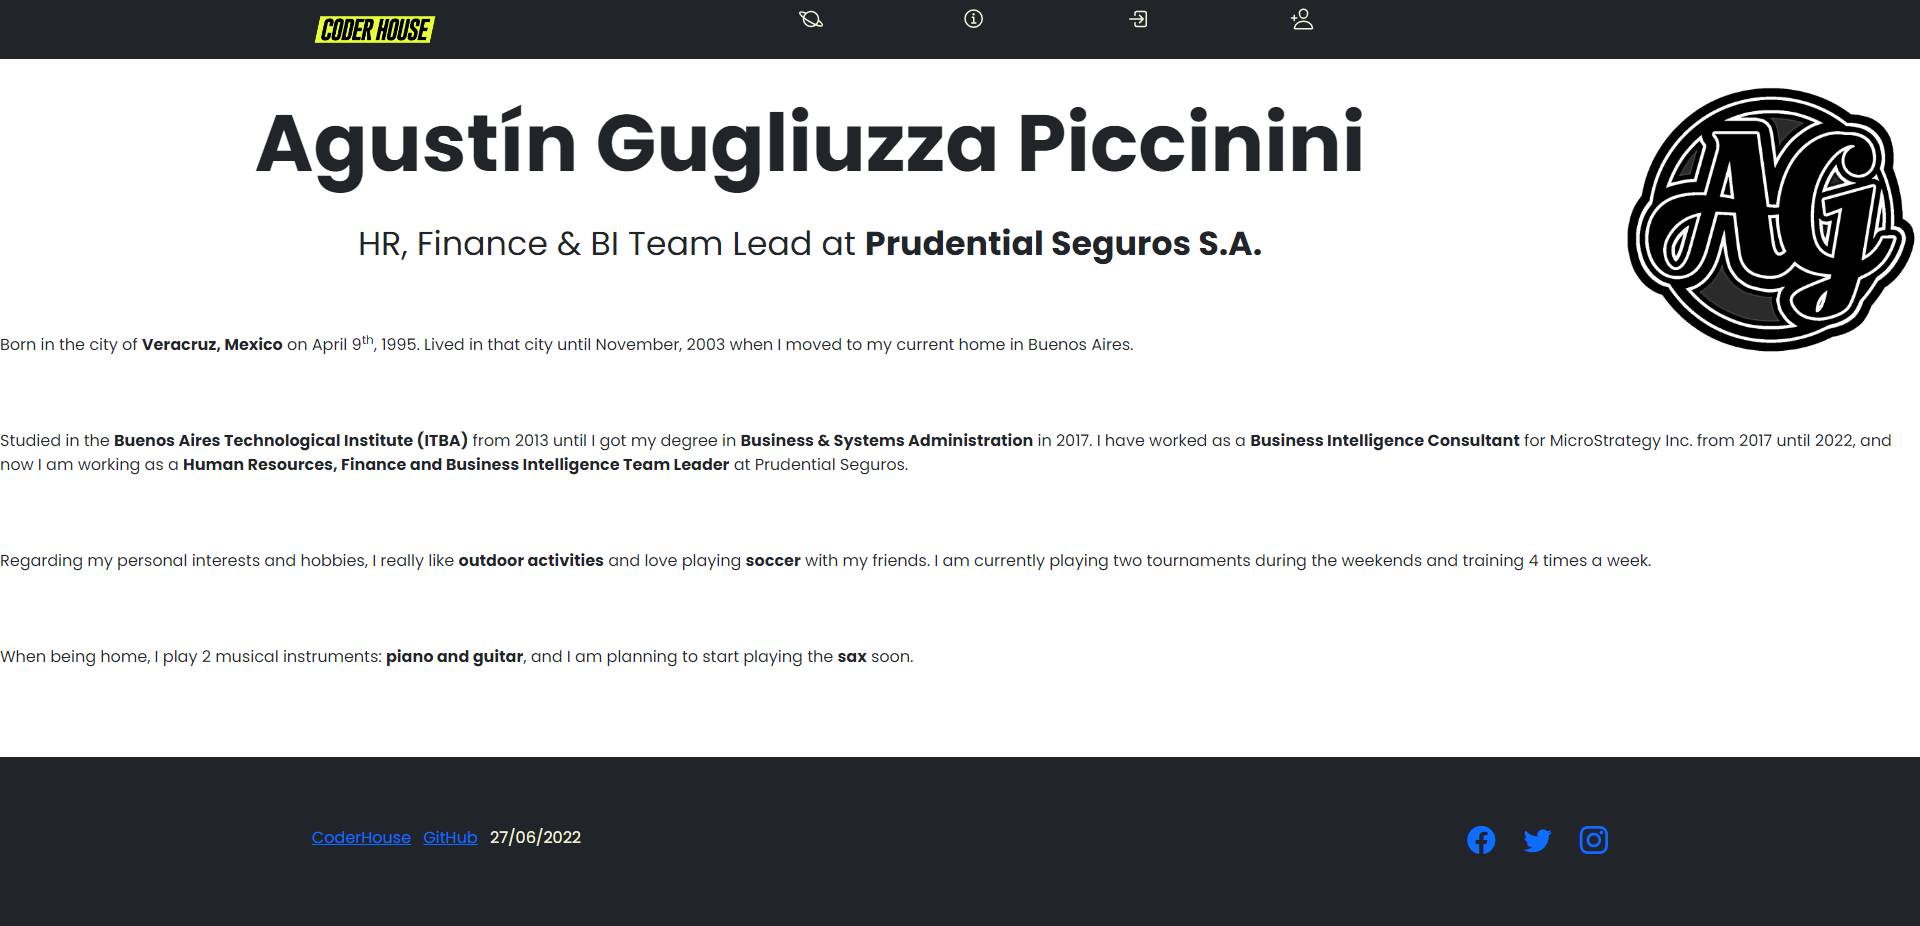 CODER HOUSE
Agustín Gugliuzza Piccinini
AG
HR, Finance & BI Team Lead at Prudential Seguros S.A.
Born in the city of Veracruz, Mexico on April 9th, 1995. Lived in that city until November, 2003 when I moved to my current home in Buenos Aires.
Studied in the Buenos Aires Technological Institute (ITBA) from 2013 until I got my degree in Business & Systems Administration in 2017. I have worked as a Business Intelligence Consultant for MicroStrategy Inc. from 2017 until 2022, and
now I am working as a Human Resources, Finance and Business Intelligence Team Leader at Prudential Seguros.
Regarding my personal interests and hobbies, I really like outdoor activities and love playing soccer with my friends. I am currently playing two tournaments during the weekends and training 4 times a week.
When being home, I play 2 musical instruments: piano and guitar, and I am planning to start playing the sax soon.
CoderHouse GitHub 27/06/2022